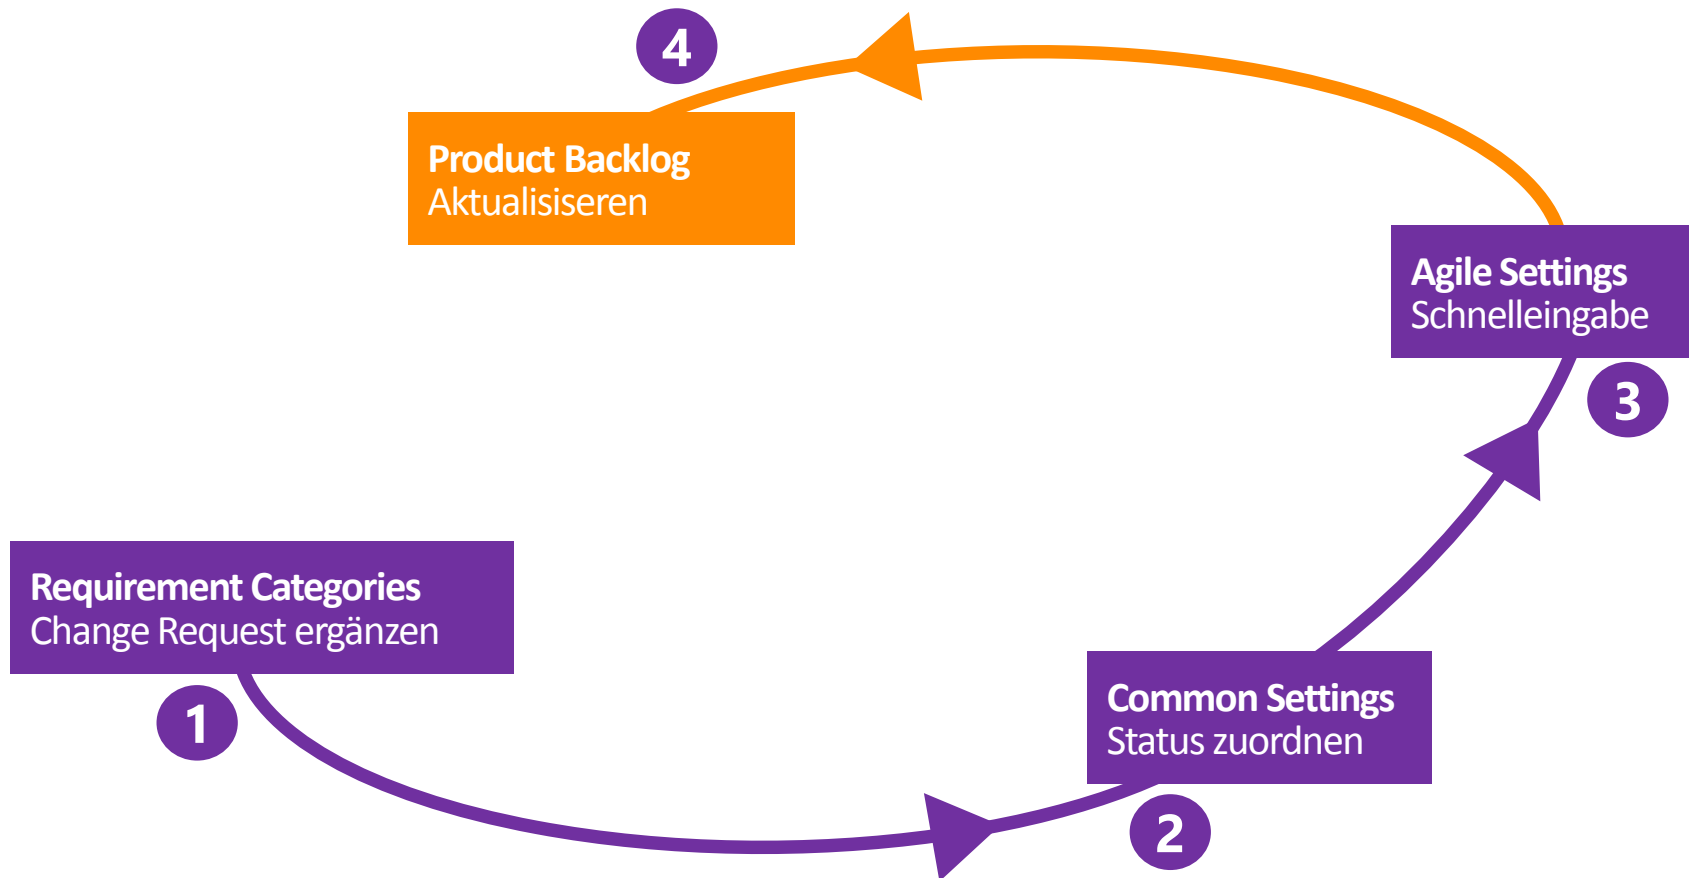 4
Product Backlog
Aktualisiseren
Agile Settings
Schnelleingabe
3
Requirement Categories
Change Request ergänzen
1
Common Settings
Status zuordnen
2